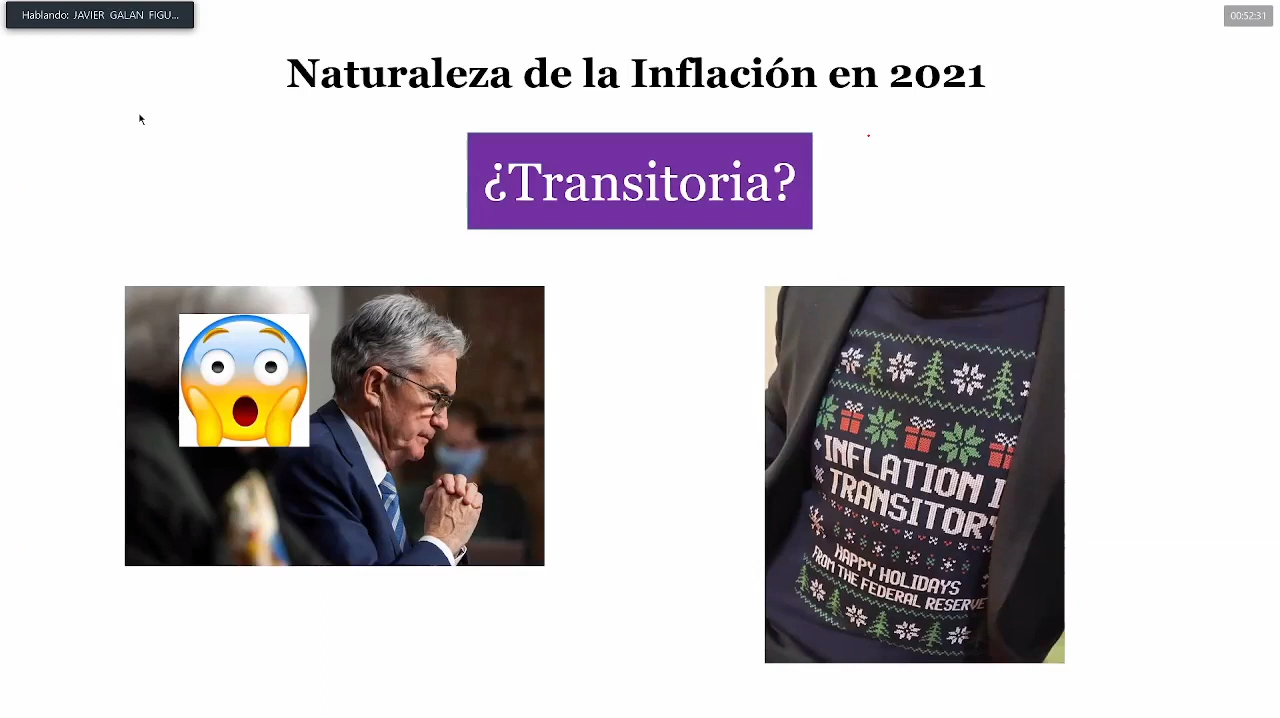 Hablando: JAVIER GALAN FIGU...
00:52:31
Naturaleza de la Inflación en 2021
¿Transitoria?
INFLATION I
TRANSITORY
HAPPY HOLIDAYS
FROM THE FEDERAL RESERVE